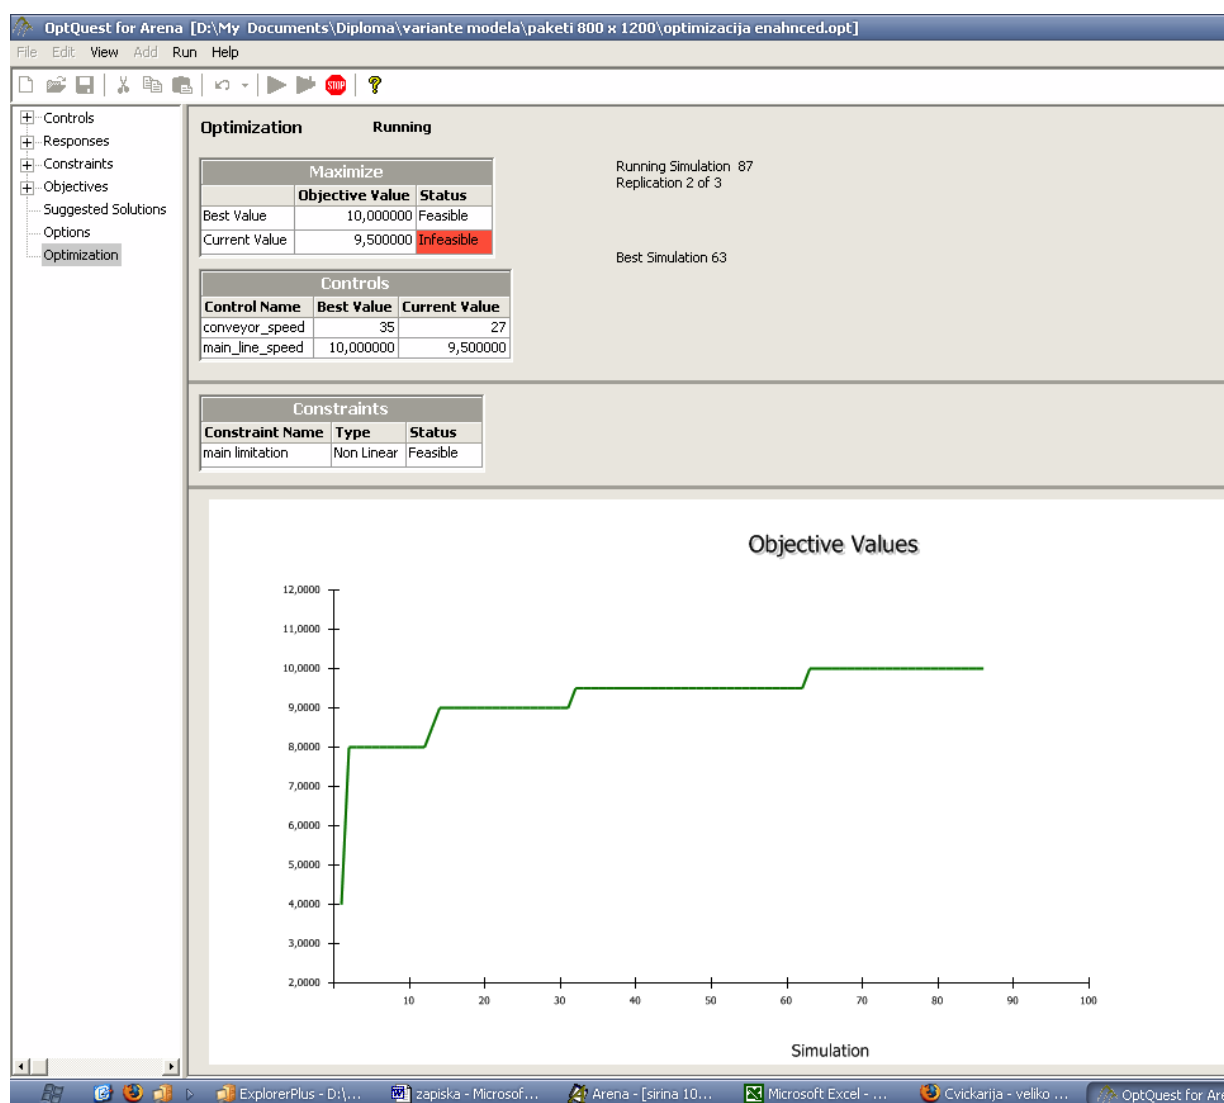 OptQuest for Arena [D:\My Documents\Diploma\variante modela\paketi 800 x 1200\optimizacija enahnced.opt]
File Edit View Add Run Help
STOP
Controls
Responses
Constraints
Objectives
Suggested Solutions
Options
Optimization
Optimization Running
Running Simulation 87
Replication 2 of 3
Best Simulation 63
Maximize
Objective Value Status
Best Value 10,000000 Feasible
Current Value 9,500000 Infeasible
Controls
Control Name Best Value Current Value
conveyor_speed 35 27
main_line_speed 10,000000 9,500000
Constraints
Constraint Name Type Status
main limitation Non Linear Feasible
Objective Values
12,0000
11,0000
10,0000
9,0000
8,0000
7,0000
6,0000
5,0000
4,0000
3,0000
2,0000
10 20 30 40 50 60 70 80 90 100
Simulation
ExplorerPlus - D:\... zapiska - Microsof... Arena - [sirina 10... Microsoft Excel - ... Cvickarija - veliko ... OptQuest for Are